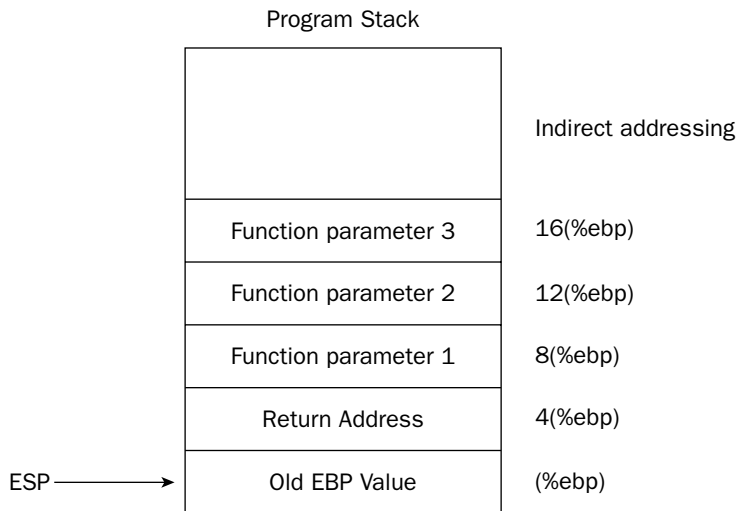 Program Stack
Indirect addressing
Function parameter 3 16(%ebp)
Function parameter 2 12(%ebp)
Function parameter 1 8(%ebp)
Return Address 4(%ebp)
ESP Old EBP Value (%ebp)